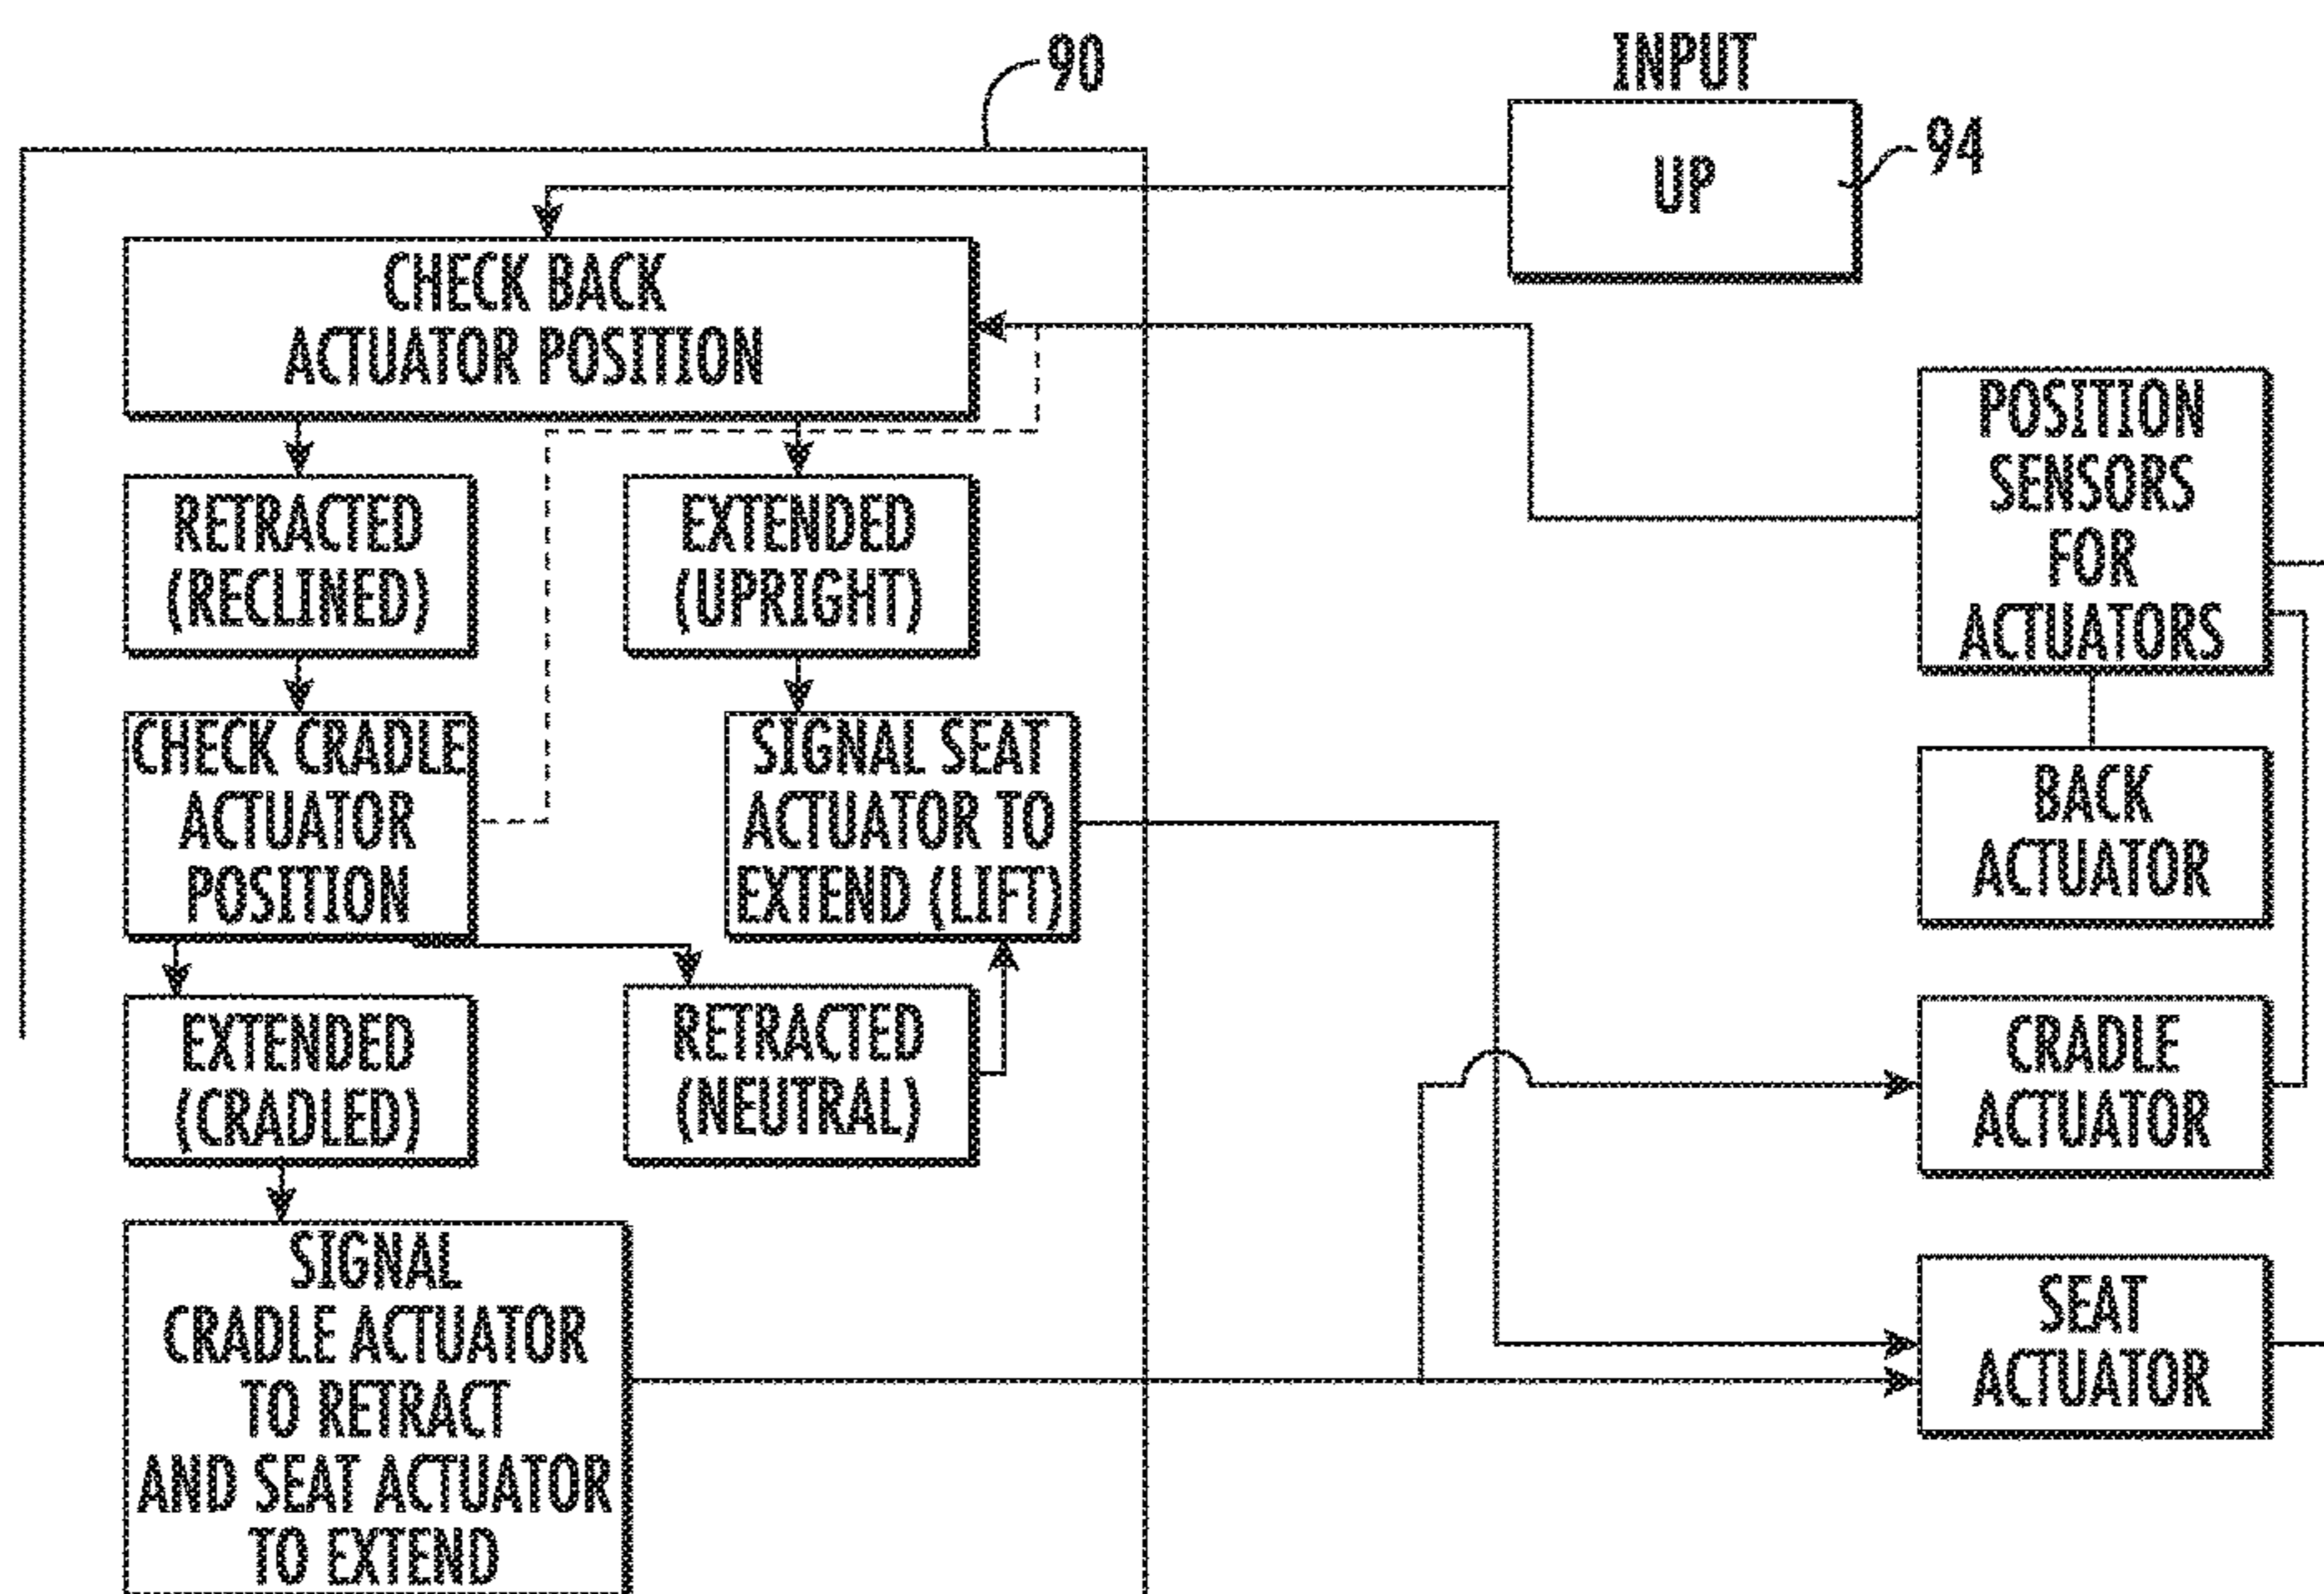 90
INPUT
UP
94
CHECK BACK
ACTUATOR POSITION
RETRACTED
(RECLINED)
EXTENDED
(UPRIGHT)
POSITION
SENSORS
FOR
ACTUATORS
CHECK CRADLE
ACTUATOR
POSITION
SIGNAL SEAT
ACTUATOR TO
EXTEND (LIFT)
BACK
ACTUATOR
EXTENDED
(CRADLED)
RETRACTED
(NEUTRAL)
CRADLE
ACTUATOR
SIGNAL
CRADLE ACTUATOR
TO RETRACT
AND SEAT ACTUATOR
TO EXTEND
SEAT
ACTUATOR